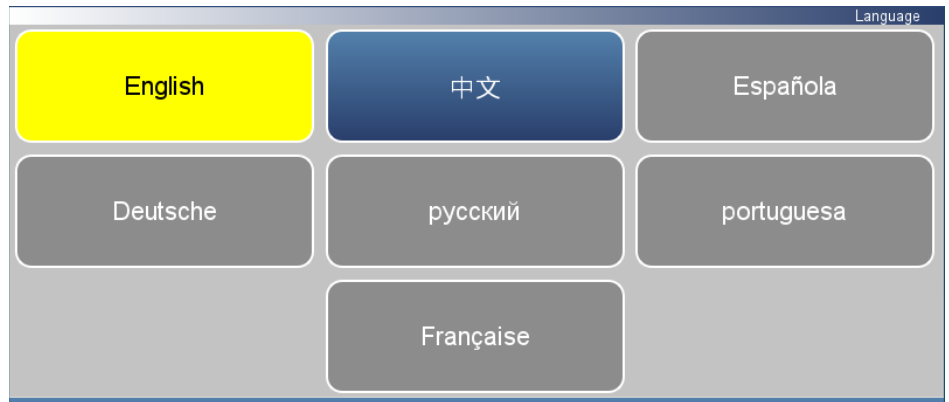 Language
English
中文
Española
Deutsche
русский
portuguesa
Française